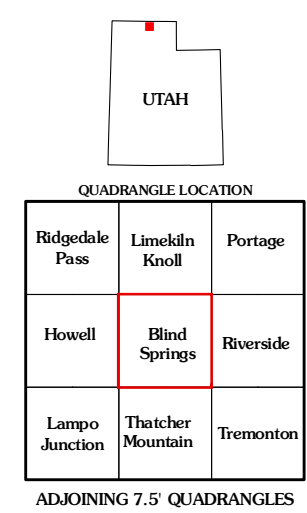 UTAH
QUADRANGLE LOCATION
Ridgedale
Pass
Limekiln
Knoll
Portage
Howell
Blind
Springs
Riverside
Lampo
Junction
Thatcher
Mountain
Tremonton
ADJOINING 7.5' QUADRANGLES